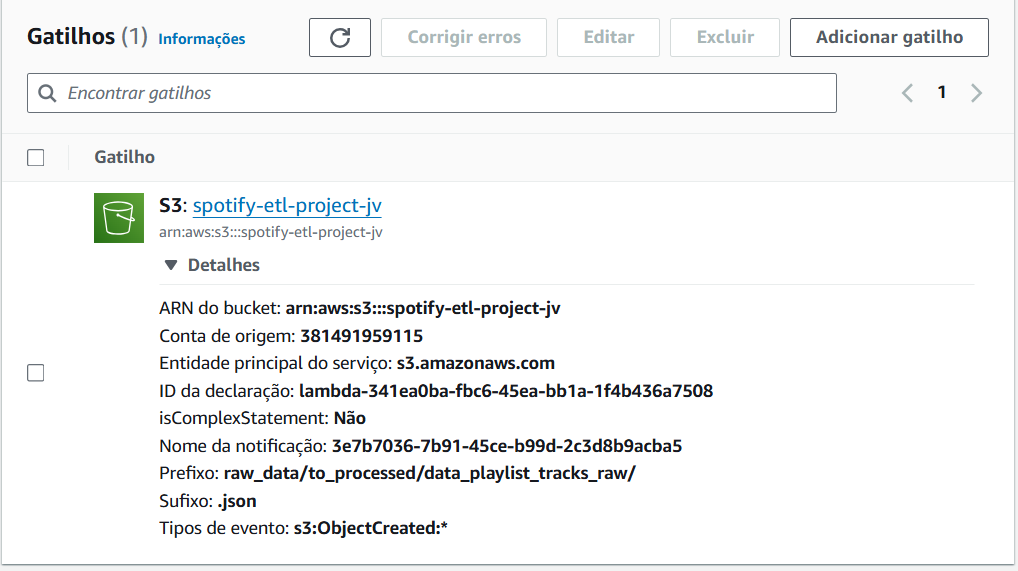 Gatilhos (1) Informações
Corrigir erros
Editar
Excluir
Adicionar gatilho
Encontrar gatilhos
1
Gatilho
S3: spotify-etl-project-jv
arn:aws:s3:::spotify-etl-project-jv
Detalhes
ARN do bucket: arn:aws:s3:::spotify-etl-project-jv
Conta de origem: 381491959115
Entidade principal do serviço: s3.amazonaws.com
ID da declaração: lambda-341ea0ba-fbc6-45ea-bb1a-1f4b436a7508
isComplexStatement: Não
Nome da notificação: 3e7b7036-7b91-45ce-b99d-2c3d8b9acba5
Prefixo: raw_data/to_processed/data_playlist_tracks_raw/
Sufixo: .json
Tipos de evento: s3:ObjectCreated:*